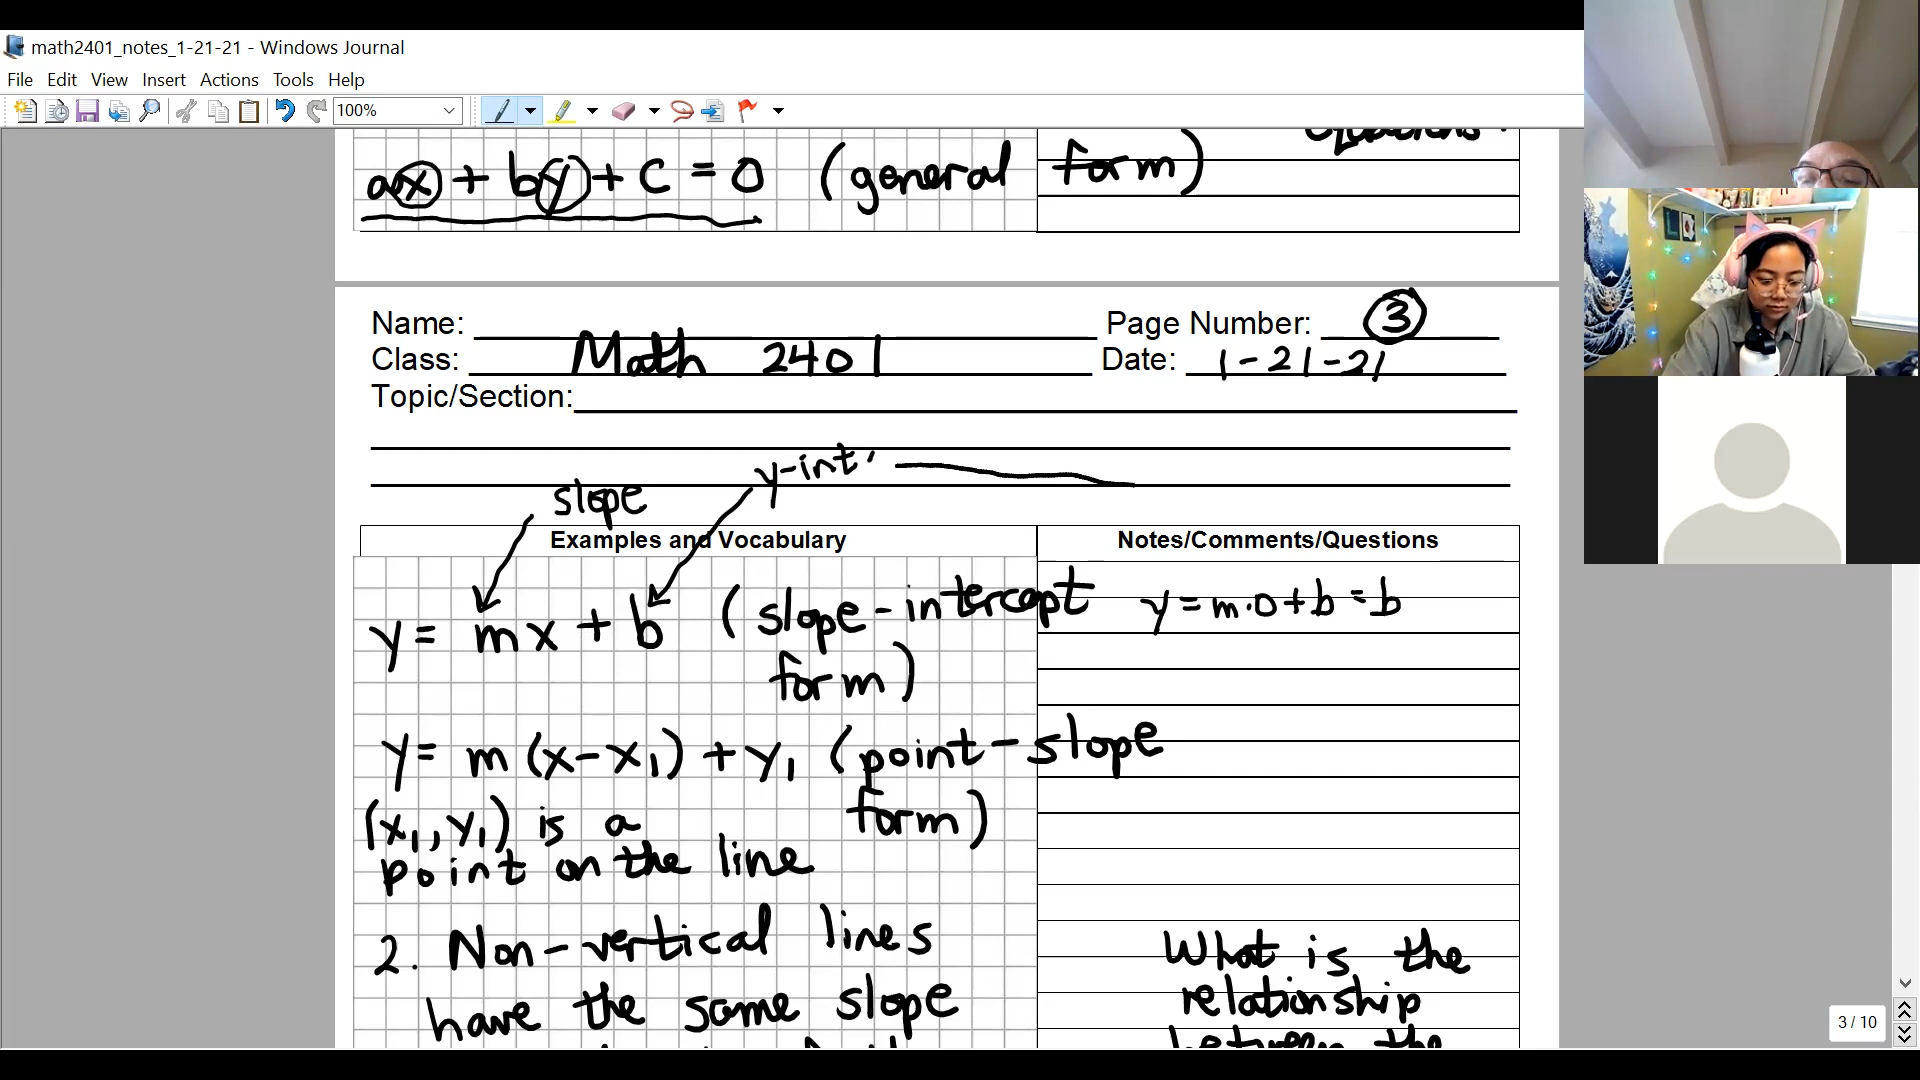 math2401_notes_1-21-21 - Windows Journal
File Edit View Insert Actions Tools Help
100%
Questions.
ax + by + c = 0 (general form)
Name:
Page Number: 3
Class: Math 2401
Date: 1-21-21
Topic/Section:
y-int.
slope
Examples and Vocabulary
Notes/Comments/Questions
y = mx + b (slope-intercept
form)
y = m·0+b = b
y = m (x-x₁) + y₁ (point-slope
form)
(x₁, y₁) is a
point on the line
2. Non-vertical lines
have the same slope
What is the
relationship
between the
3 / 10